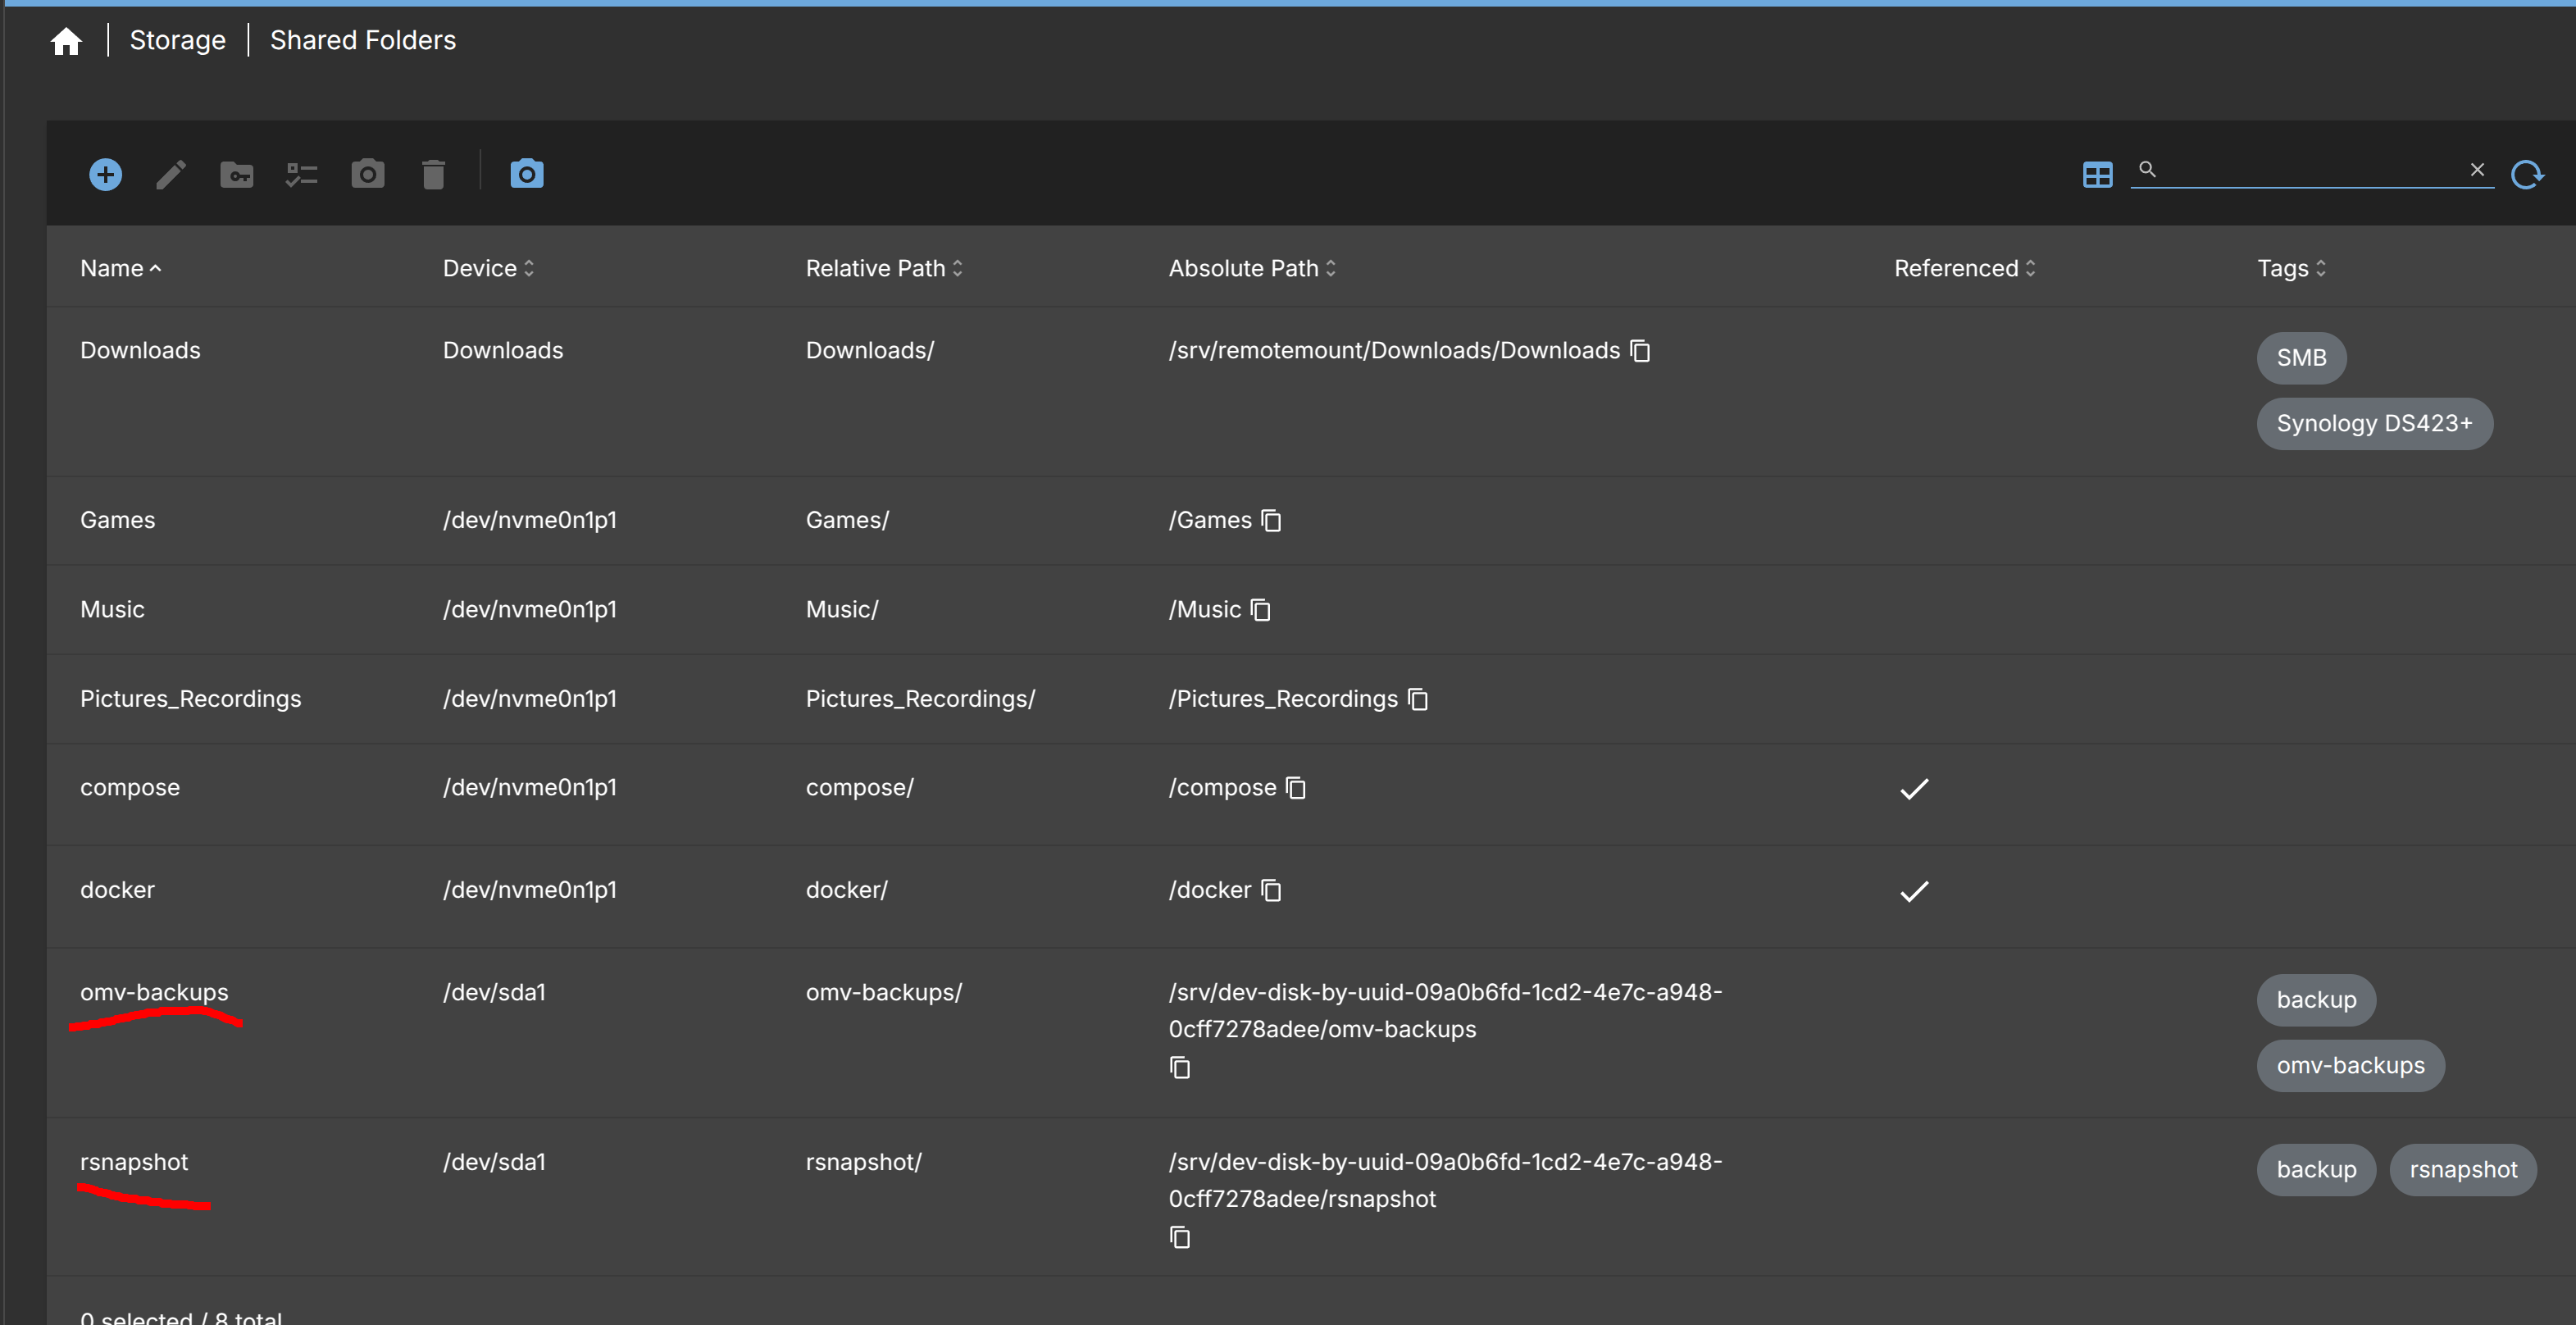 Storage | Shared Folders
Name Device Relative Path Absolute Path Referenced Tags
Downloads Downloads Downloads/ /srv/remotemount/Downloads/Downloads SMB
Synology DS423+
Games /dev/nvme0n1p1 Games/ /Games
Music /dev/nvme0n1p1 Music/ /Music
Pictures_Recordings /dev/nvme0n1p1 Pictures_Recordings/ /Pictures_Recordings
compose /dev/nvme0n1p1 compose/ /compose
docker /dev/nvme0n1p1 docker/ /docker
omv-backups /dev/sda1 omv-backups/ /srv/dev-disk-by-uuid-09a0b6fd-1cd2-4e7c-a948- backup
0cff7278adee/omv-backups
omv-backups
rsnapshot /dev/sda1 rsnapshot/ /srv/dev-disk-by-uuid-09a0b6fd-1cd2-4e7c-a948- backup rsnapshot
0cff7278adee/rsnapshot
0 selected / 8 total